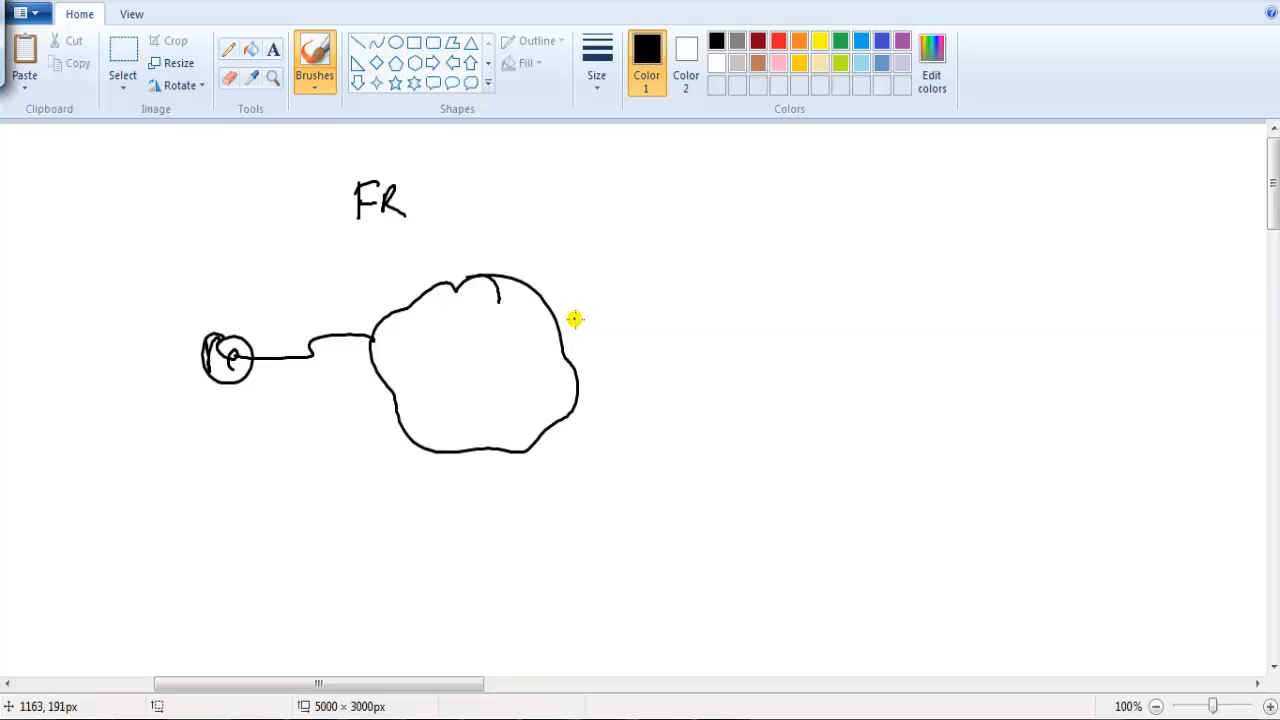 Home View
Paste Cut Copy Select Crop Resize Rotate A Brushes Outline Fill Size Color 1 Color 2 Edit colors
Clipboard Image Tools Shapes Colors
FR
1163, 191px 5000 × 3000px 100%